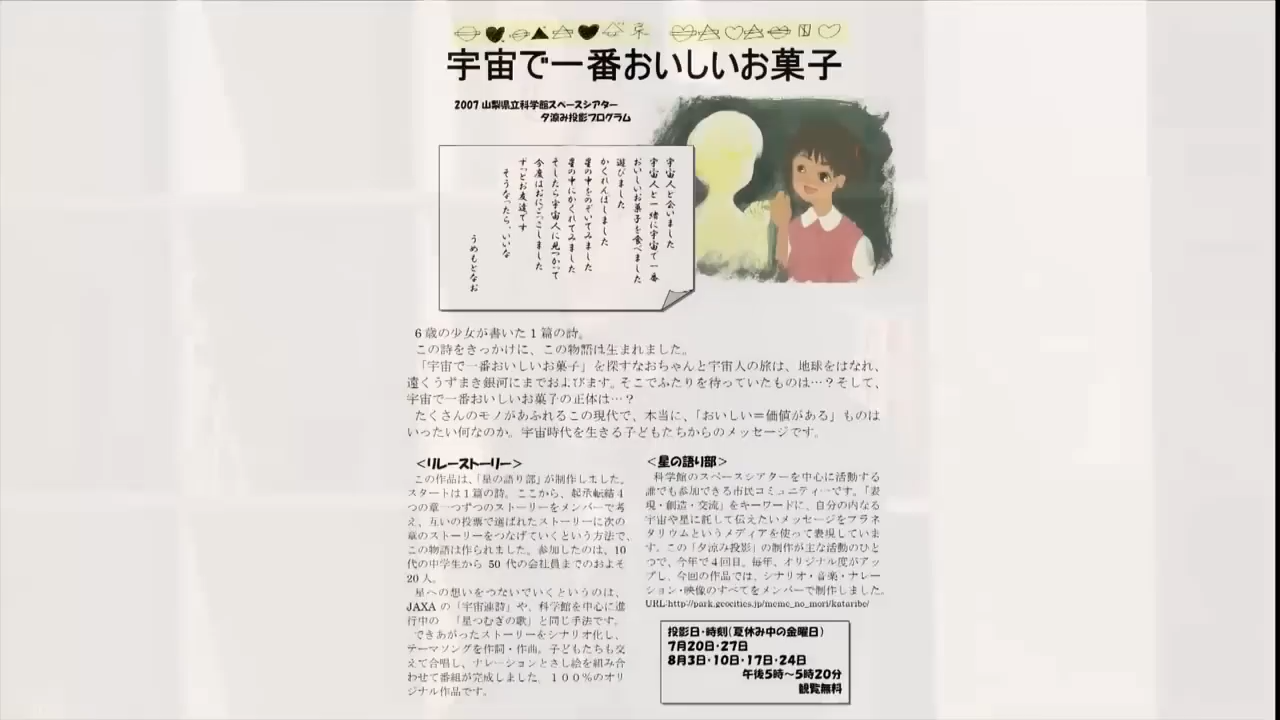 宇宙で一番おいしいお菓子
2007 山梨県立科学館スペースシアター
夕涼み投影プログラム
宇宙人と会いました
宇宙人と一緒に宇宙で一番
おいしいお菓子を食べました
遊びました
かくれんぼしました
星の中をのぞいてみました
星の中にかくれてみました
そしたら宇宙人に見つかって
今度はおにごっこしました
ずっとお友達です
そうなったら、いいな
うめもとなお
6歳の少女が書いた1篇の詩。
この詩をきっかけに、この物語は生まれました。
「宇宙で一番おいしいお菓子」を探すなおちゃんと宇宙人の旅は、地球をはなれ、
遠くうずまき銀河にまでおよびます。そこでふたりを待っていたものは…？そして、
宇宙で一番おいしいお菓子の正体は…？
たくさんのモノがあふれるこの現代で、本当に、「おいしい＝価値がある」ものは
いったい何なのか。宇宙時代を生きる子どもたちからのメッセージです。
＜リレーストーリー＞
この作品は、「星の語り部」が制作しました。
スタートは1篇の詩。ここから、起承転結4
つの章一つずつのストーリーをメンバーで考
え、互いの投票で選ばれたストーリーに次の
章のストーリーをつなげていくという方法で、
この物語は作られました。参加したのは、10
代の中学生から 50 代の会社員までのおよそ
20人。
星への想いをつないでいくというのは、
JAXA の「宇宙連詩」や、科学館を中心に進
行中の 「星つむぎの歌」と同じ手法です。
できあがったストーリーをシナリオ化し、
テーマソングを作詞・作曲。子どもたちも交
えて合唱し、ナレーションとさし絵を組み合
わせて番組が完成しました。１００％のオリ
ジナル作品です。
＜星の語り部＞
科学館のスペースシアターを中心に活動する
誰でも参加できる市民コミュニティーです。「表
現・創造・交流」をキーワードに、自分の内なる
宇宙や星に託して伝えたいメッセージをプラネ
タリウムというメディアを使って表現していま
す。この「夕涼み投影」の制作が主な活動のひと
つで、今年で4回目。毎年、オリジナル度がアッ
プし、今回の作品では、シナリオ・音楽・ナレー
ション・映像のすべてをメンバーで制作しました。
URL:http://park.geocities.jp/meme_no_mori/kataribe/
投影日・時刻（夏休み中の金曜日）
7月20日・27日
8月3日・10日・17日・24日
午後5時～5時20分
観覧無料